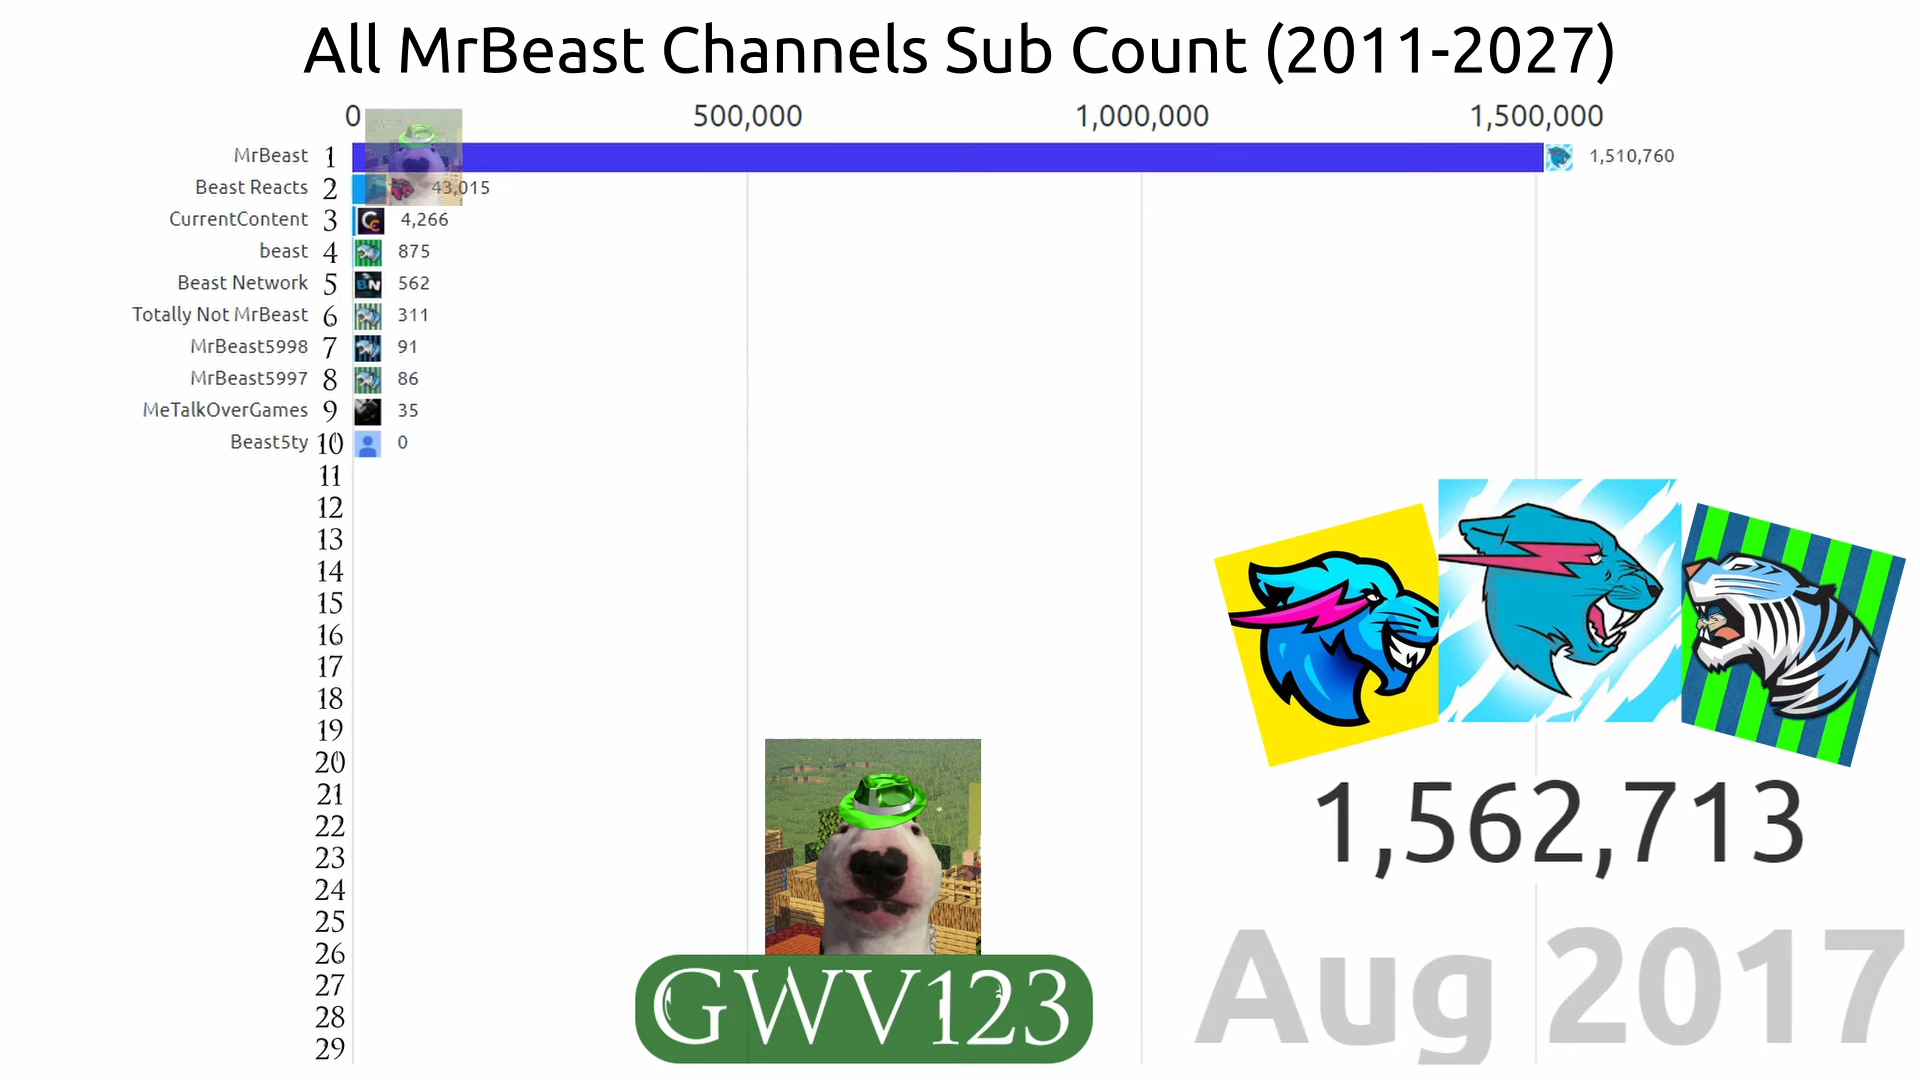 All MrBeast Channels Sub Count (2011-2027)
0 500,000 1,000,000 1,500,000
MrBeast 1 1,510,760
Beast Reacts 2 43,015
CurrentContent 3 4,266
beast 4 875
Beast Network 5 BN 562
Totally Not MrBeast 6 311
MrBeast5998 7 91
MrBeast5997 8 86
MeTalkOverGames 9 35
Beast5ty 10 0
11
12
13
14
15
16
17
18
19
20
21
22
23
24
25
26
27
28
29
1,562,713
GWV123
Aug 2017